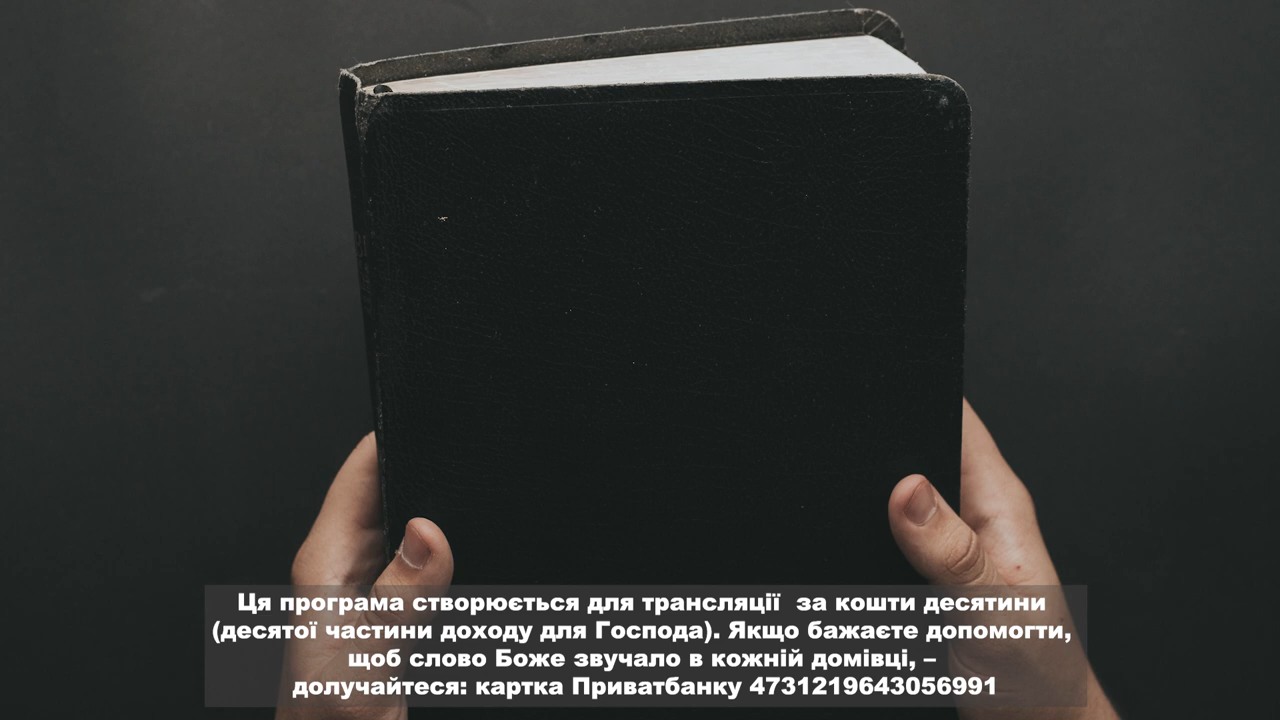 Ця програма створюється для трансляції за кошти десятини
(десятої частини доходу для Господа). Якщо бажаєте допомогти,
щоб слово Боже звучало в кожній домівці, –
долучайтеся: картка Приватбанку 4731219643056991